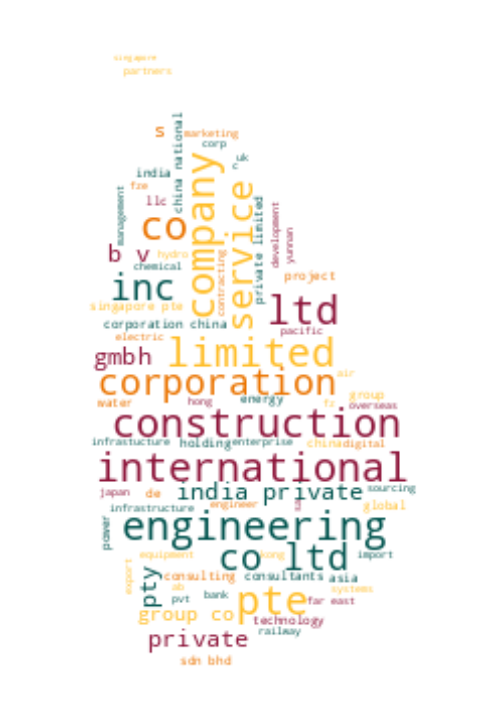 singapore
partners
s
marketing
corp
china national
uk
c
india
fze
company
service
management
llc
private limited
development
yunnan
co
b v
hydro
chemical
contracting
project
inc
singapore pte
ltd
corporation china
pacific
electric
gmbh
limited
corporation
air
water
hong
energy
fz
group
overseas
construction
infrastucture
holding
enterprise
china
digital
international
japan
de
india private
sourcing
sa
infrastructure
engineer
global
power
engineering
equipment
kong
co ltd
import
export
pty
consulting
consultants
asia
ab
systems
pvt
bank
pte
far east
group co
technology
private
railway
sdn bhd